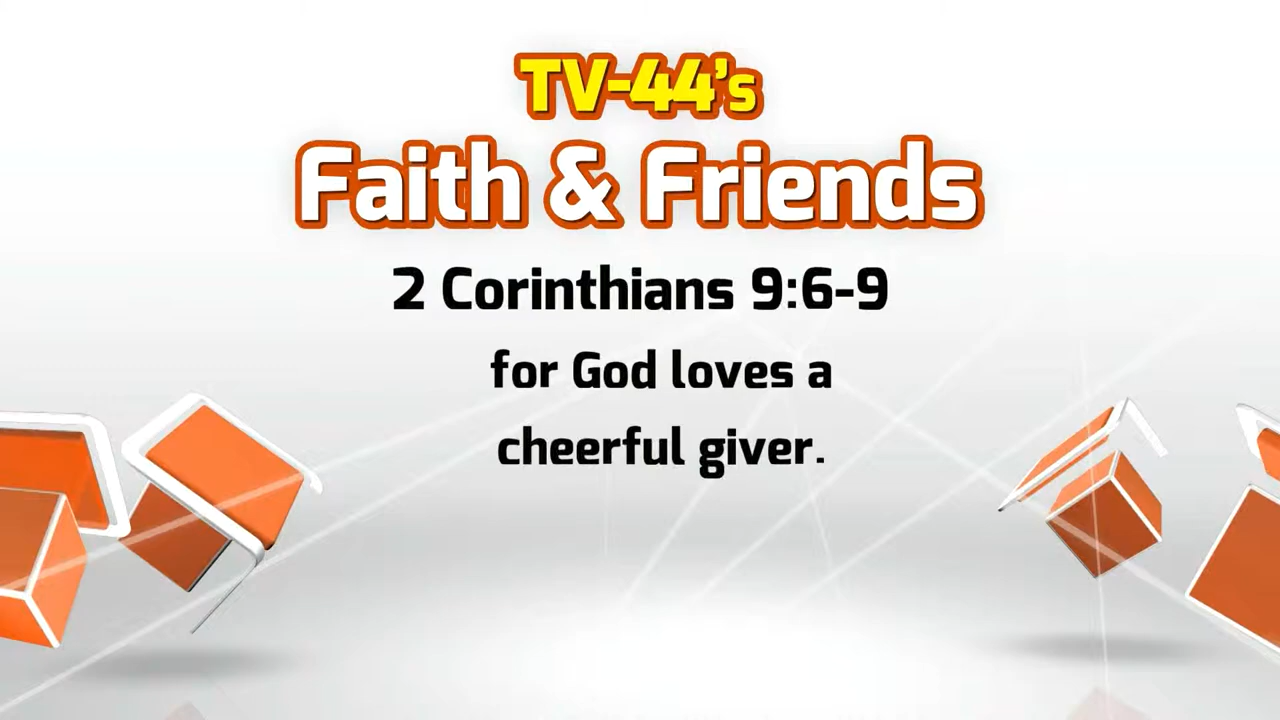 TV-44's
Faith & Friends
2 Corinthians 9:6-9
for God loves a
cheerful giver.